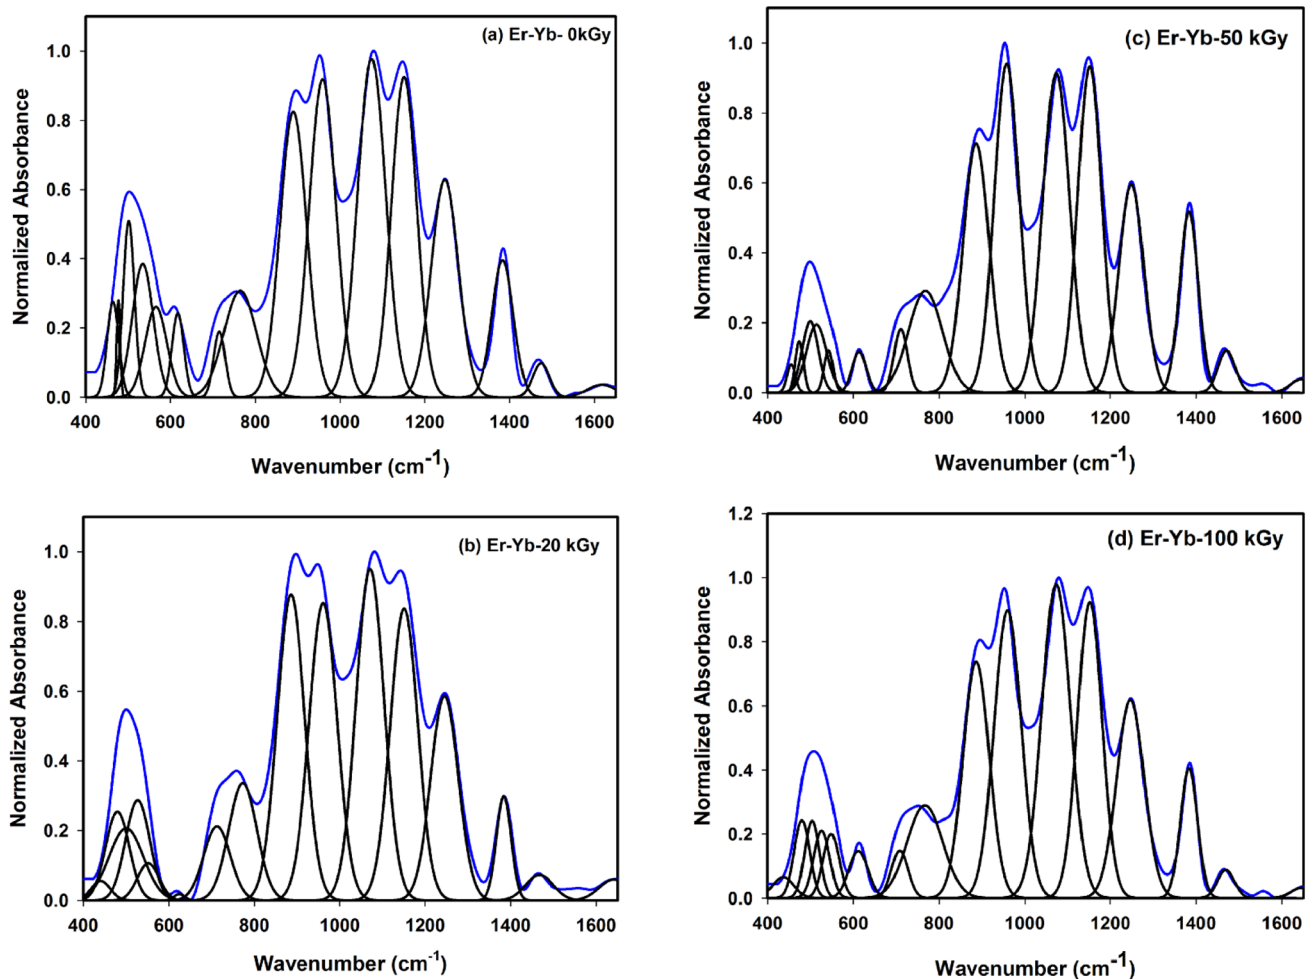 (a) Er-Yb- 0kGy
Normalized Absorbance
1.0
0.8
0.6
0.4
0.2
0.0
400 600 800 1000 1200 1400 1600
Wavenumber (cm-1)
(c) Er-Yb-50 kGy
Normalized Absorbance
1.0
0.8
0.6
0.4
0.2
0.0
400 600 800 1000 1200 1400 1600
Wavenumber (cm-1)
(b) Er-Yb-20 kGy
Normalized Absorbance
1.0
0.8
0.6
0.4
0.2
0.0
400 600 800 1000 1200 1400 1600
Wavenumber (cm-1)
(d) Er-Yb-100 kGy
Normalized Absorbance
1.2
1.0
0.8
0.6
0.4
0.2
0.0
400 600 800 1000 1200 1400 1600
Wavenumber (cm-1)